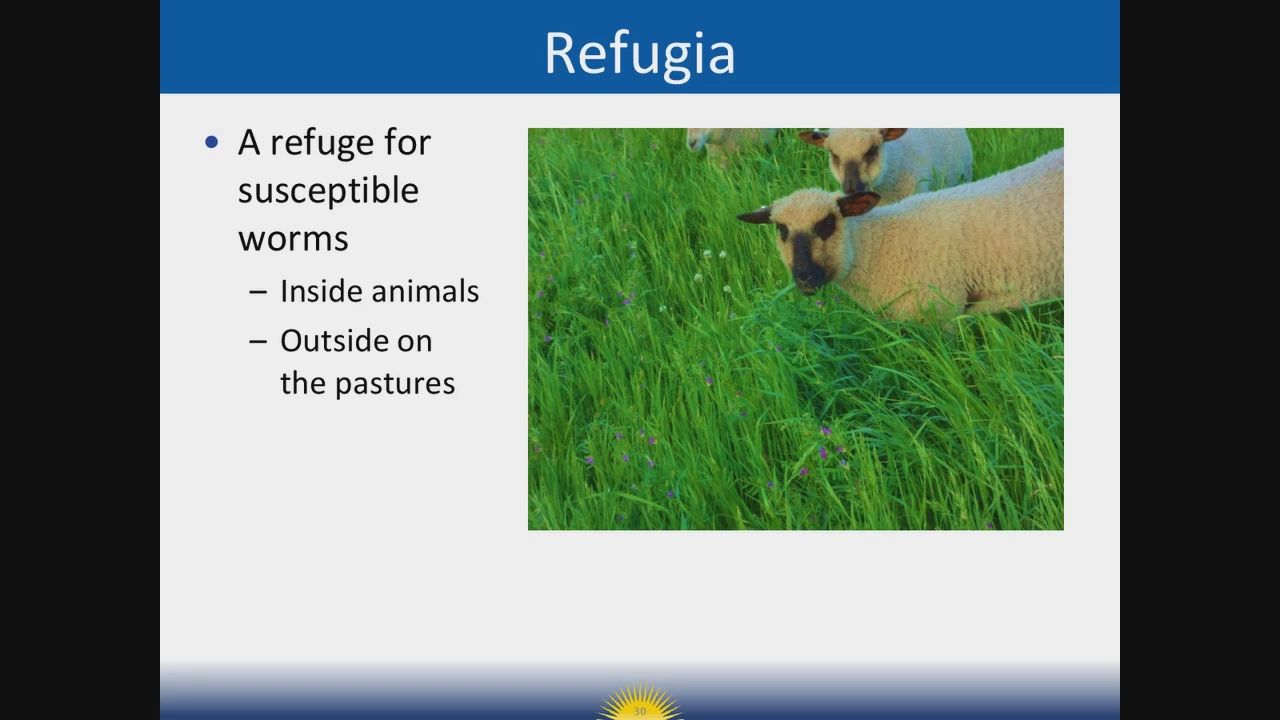 Refugia
• A refuge for
susceptible
worms
– Inside animals
– Outside on
the pastures
30